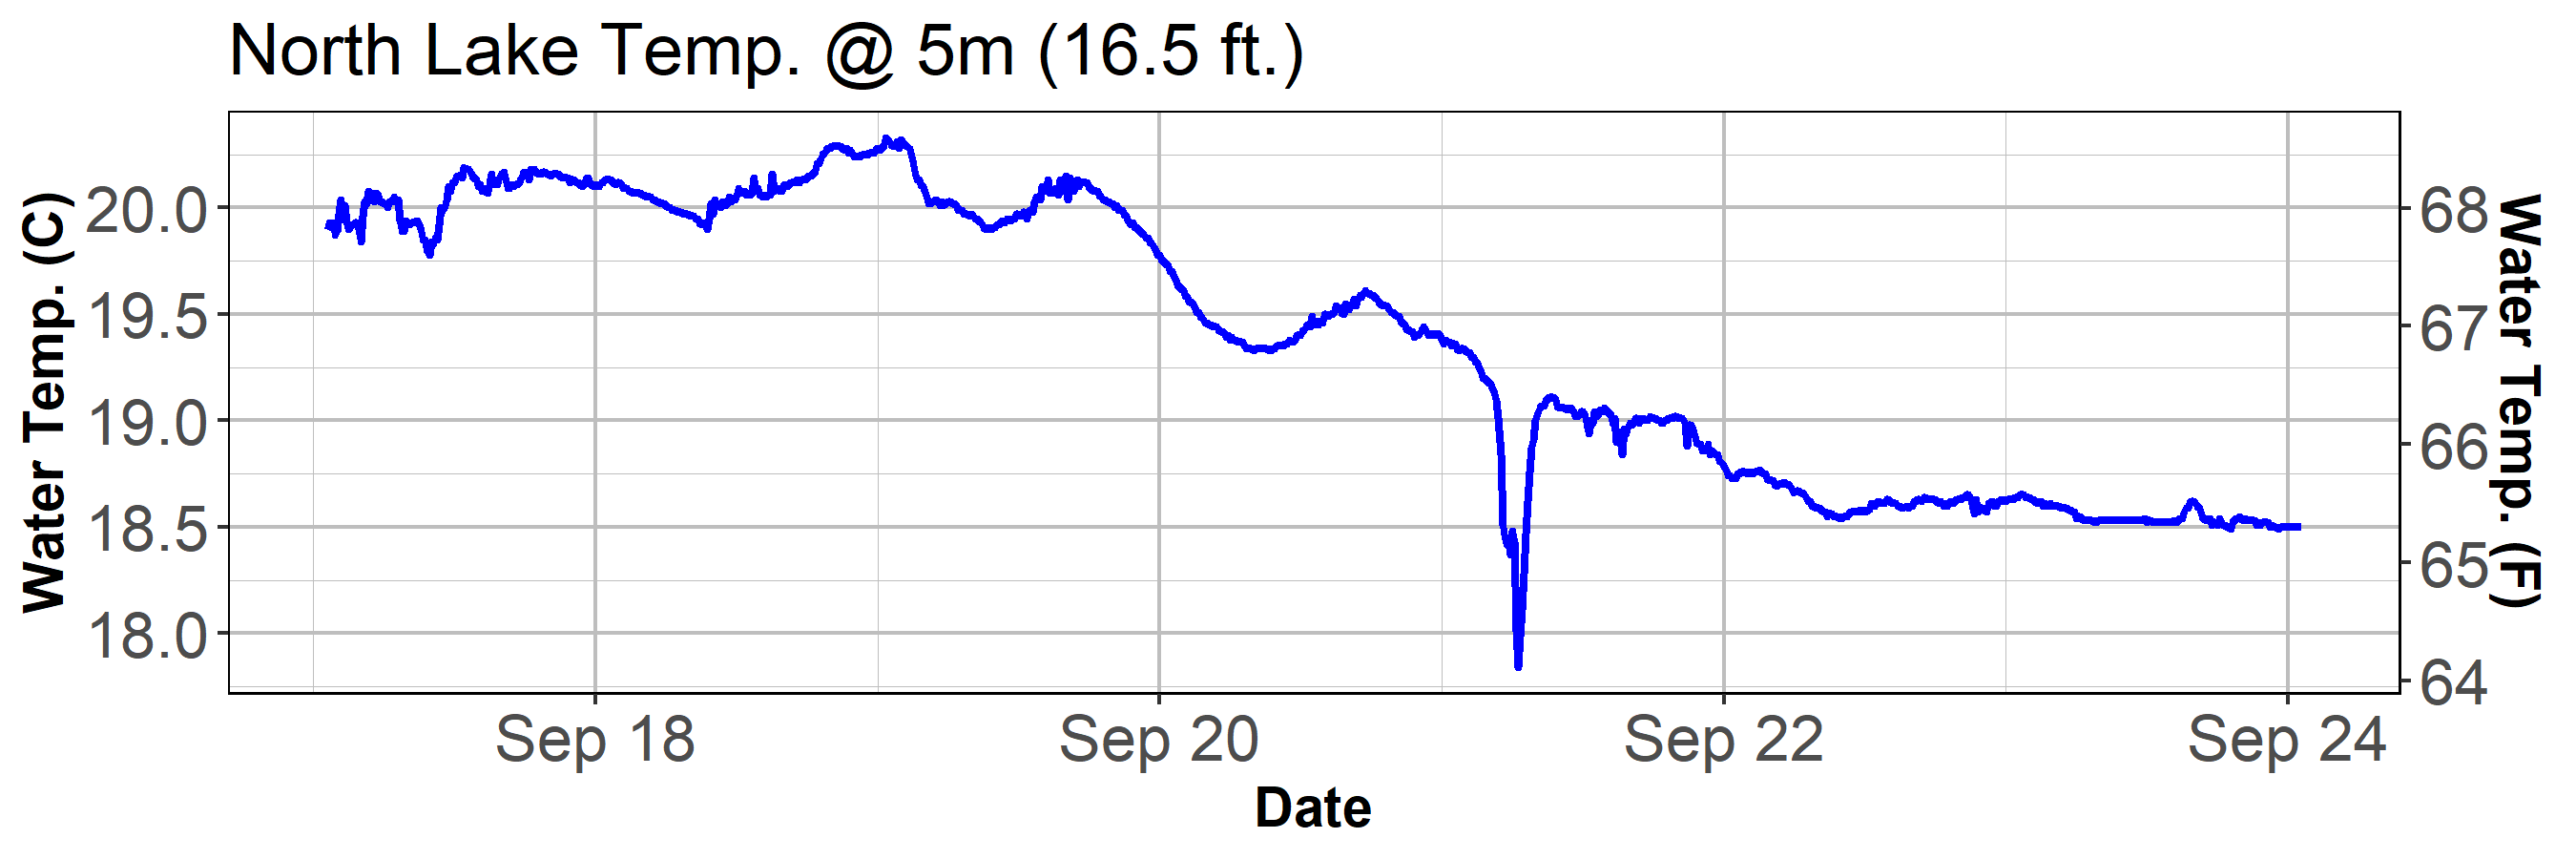 North Lake Temp. @ 5m (16.5 ft.)
Water Temp. (C)
20.0
19.5
19.0
18.5
18.0
68
67
66
65
64
Water Temp. (F)
Sep 18
Sep 20
Sep 22
Sep 24
Date